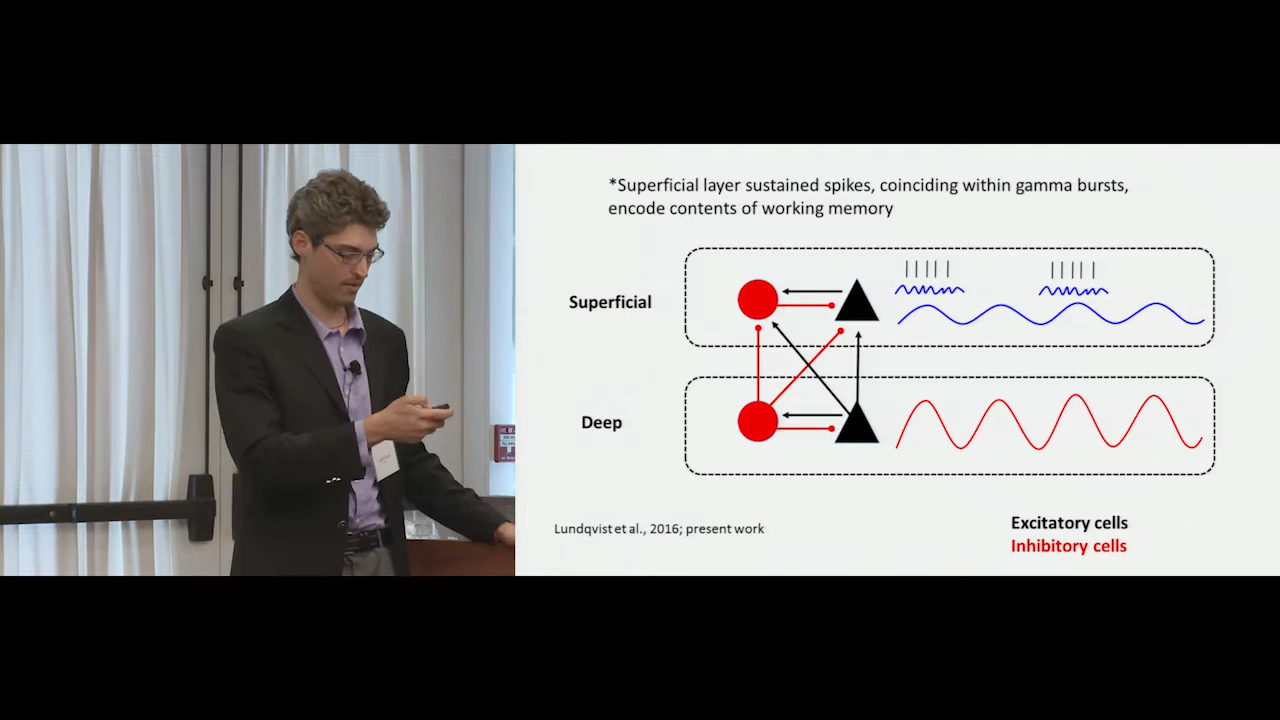 *Superficial layer sustained spikes, coinciding within gamma bursts,
encode contents of working memory
Superficial
Deep
Lundqvist et al., 2016; present work
Excitatory cells
Inhibitory cells